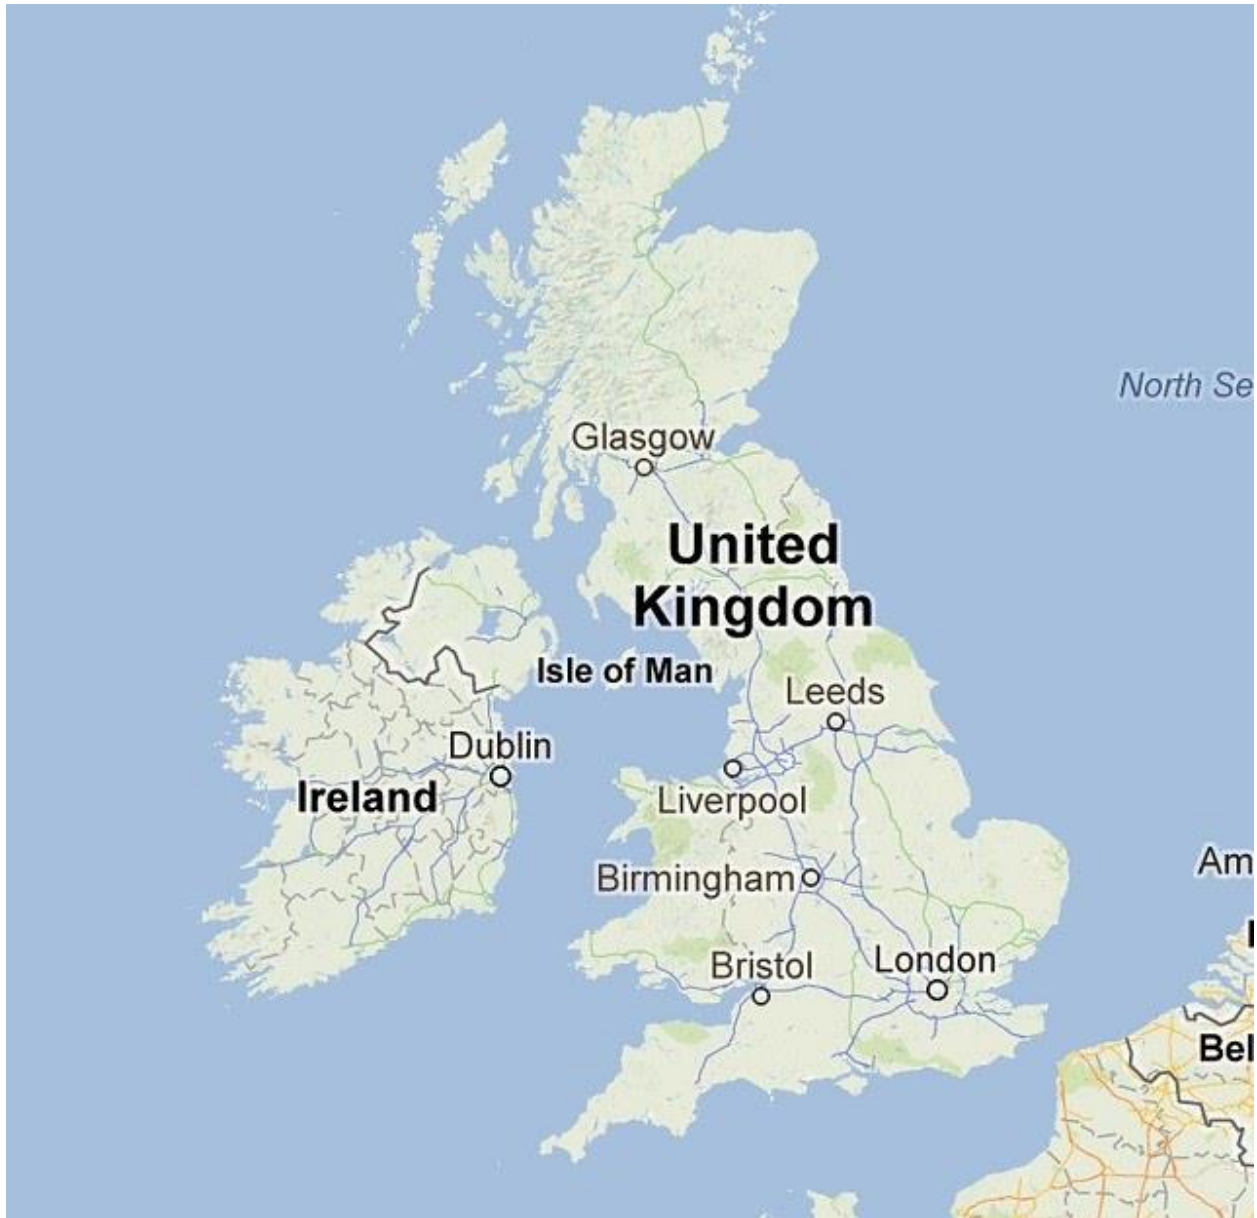 North Se
Glasgow
United
Kingdom
Isle of Man
Leeds
Dublin
Ireland
Liverpool
Am
Birmingham
Bristol
London
Bel